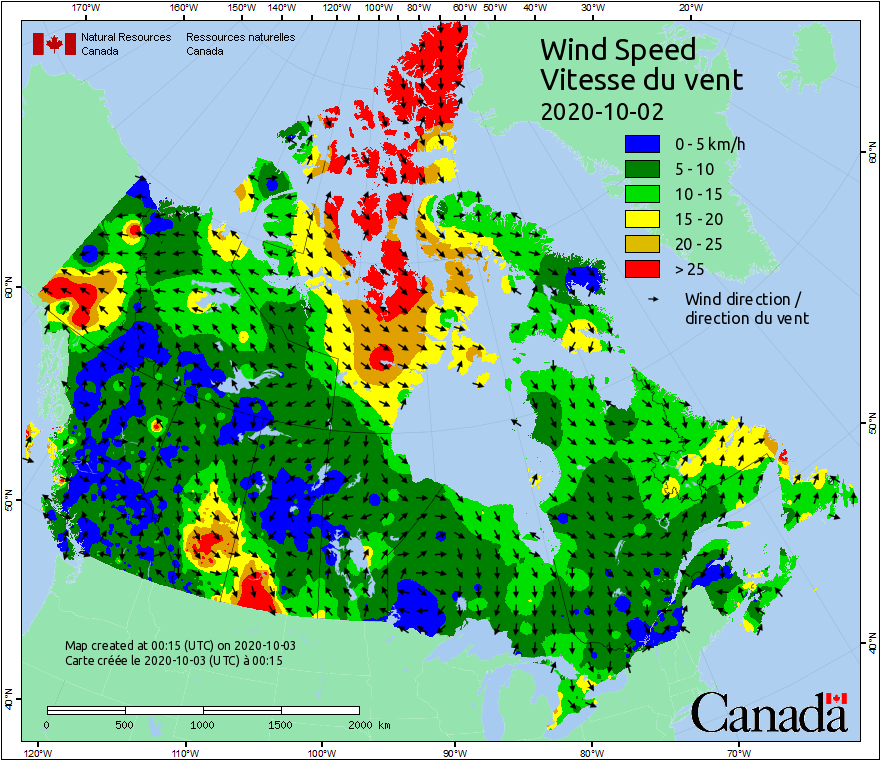 170°W 160°W 150°W 140°W 120°W 100°W 80°W 60°W 50°W 40°W 30°W 20°W
Natural Resources Ressources naturelles
Canada Canada
Wind Speed
Vitesse du vent
2020-10-02
0 - 5 km/h
5 - 10
10 - 15
15 - 20
20 - 25
> 25
Wind direction /
direction du vent
60°N
60°N
50°N
50°N
40°N
40°N
Map created at 00:15 (UTC) on 2020-10-03
Carte créée le 2020-10-03 (UTC) à 00:15
0 500 1000 1500 2000 km
Canada
120°W 110°W 100°W 90°W 80°W 70°W